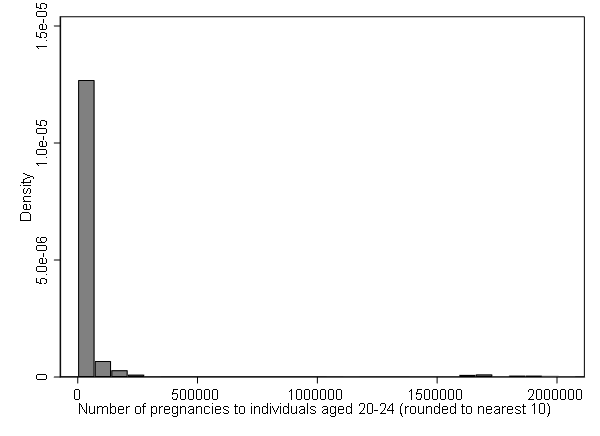 1.5e-05
1.0e-05
5.0e-06
0
Density
0 500000 1000000 1500000 2000000
Number of pregnancies to individuals aged 20-24 (rounded to nearest 10)